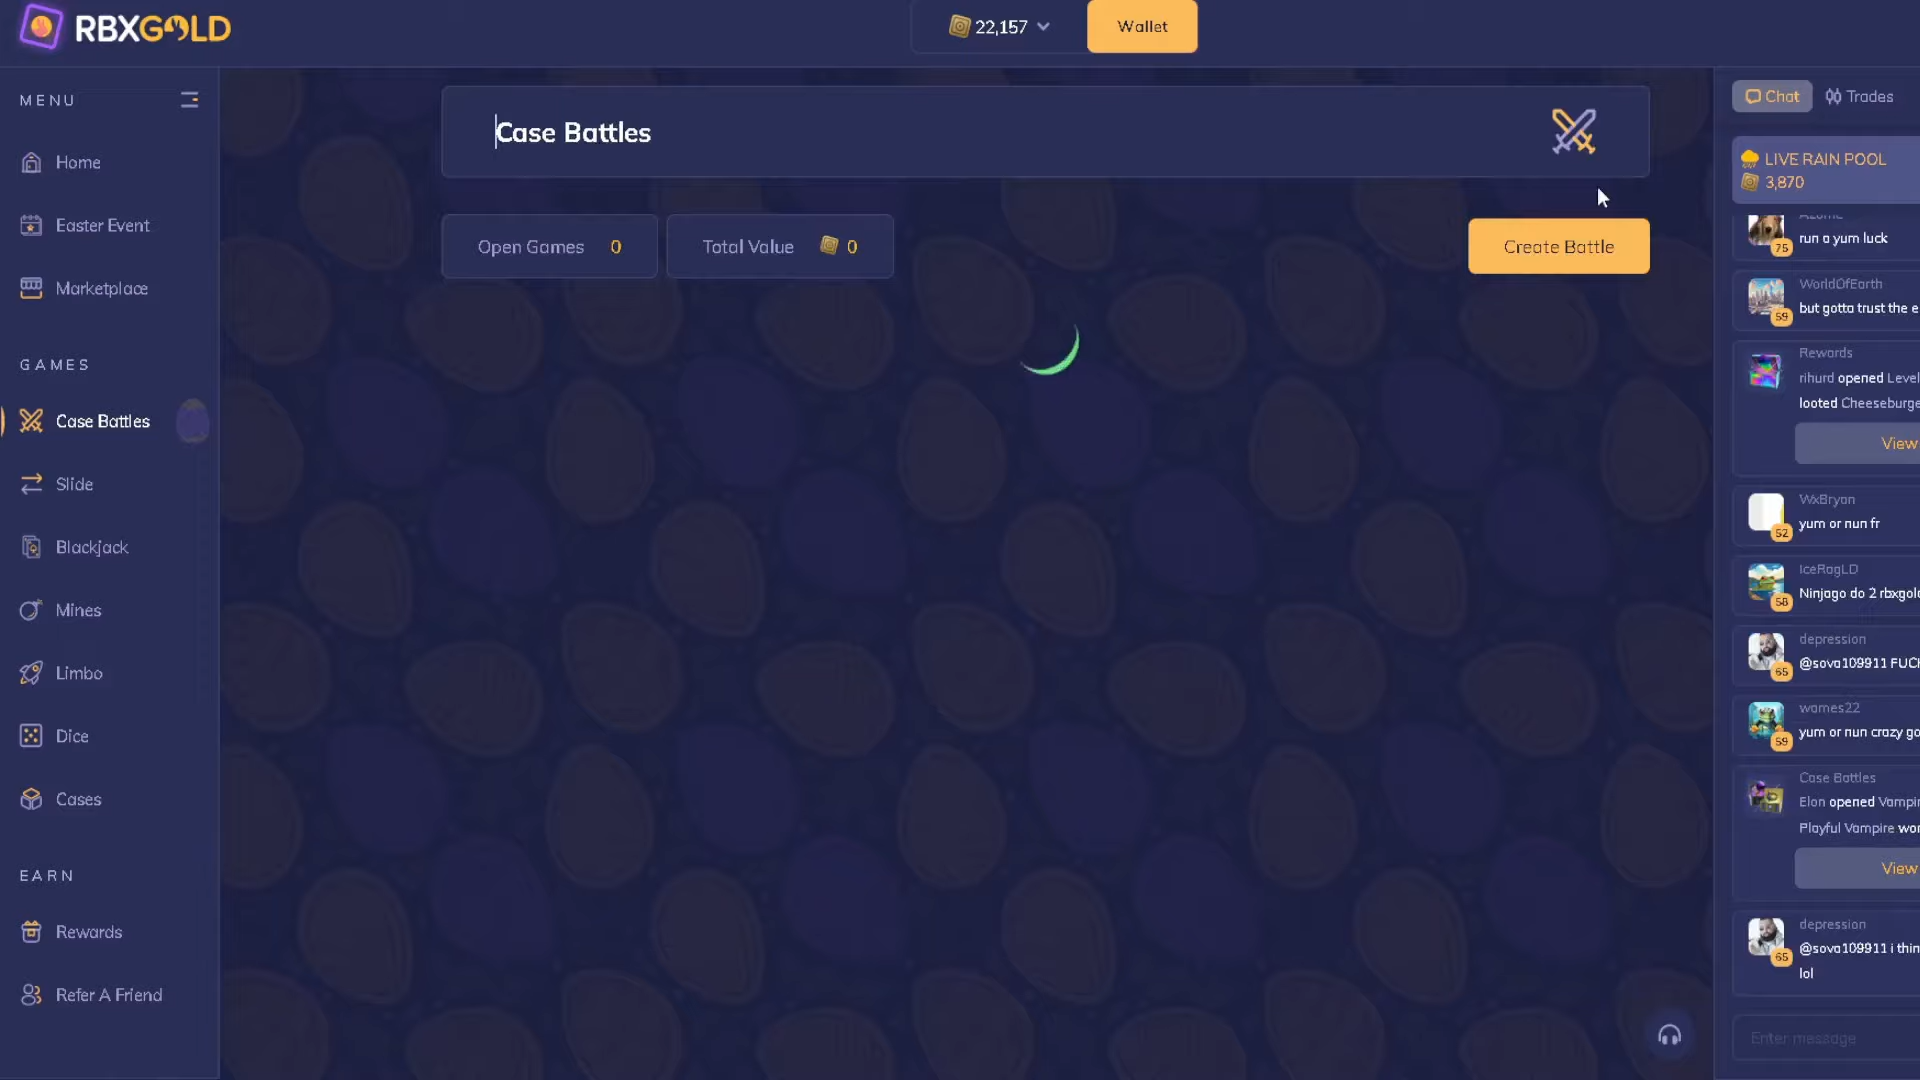 RBXGOLD
22,157
Wallet
MENU
Home
Easter Event
Marketplace
GAMES
Case Battles
Slide
Blackjack
Mines
Limbo
Dice
Cases
EARN
Rewards
Refer A Friend
Case Battles
Open Games 0
Total Value 0
Create Battle
Chat
Trades
LIVE RAIN POOL
3,870
75
run a yum luck
WorldOfEarth
59
but gotta trust the e
Rewards
rihurd opened Level
looted Cheeseburge
View
WxBryan
52
yum or nun fr
IceRagLD
58
Ninjago do 2 rbxgol
depression
65
@sova109911 FUC
wames22
59
yum or nun crazy go
Case Battles
Elon opened Vampir
Playful Vampire wo
View
depression
65
@sova109911 i thin
lol
Enter message